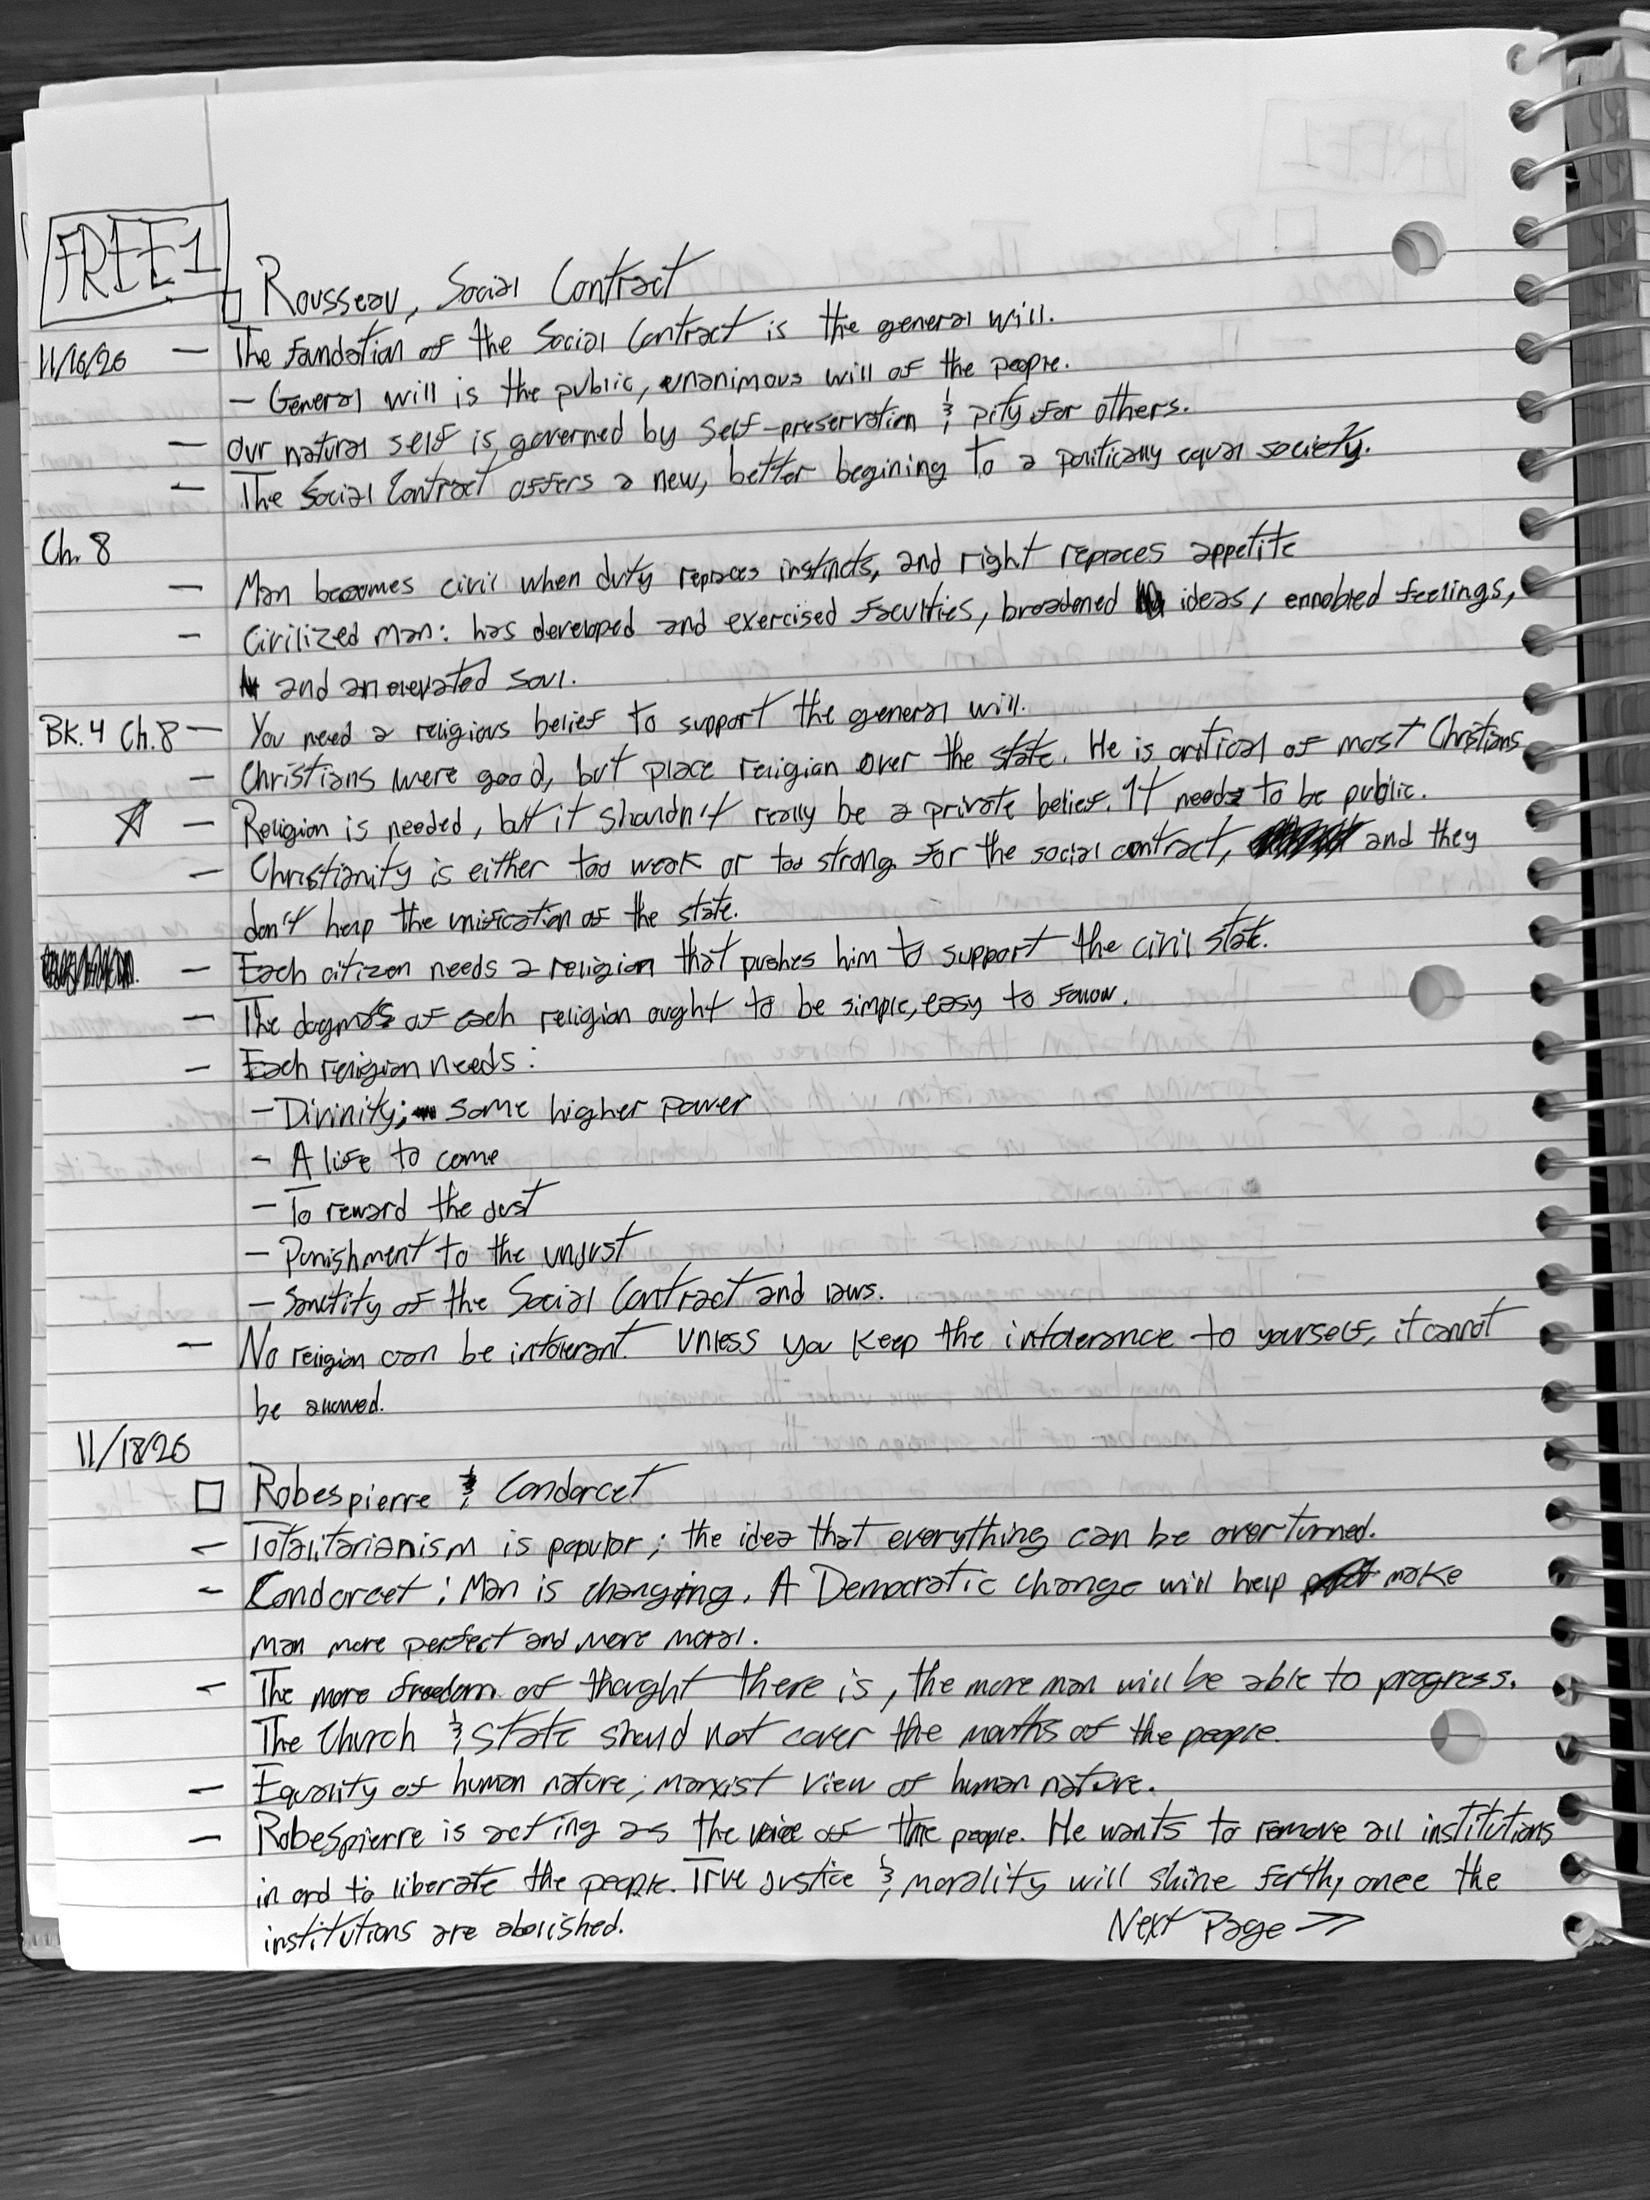 FREE1
□ Rousseau, Social Contract
11/16/20 — The fandation of the Social Contract is the general will.
— General will is the public, unanimous will of the people.
— Our natural self is governed by self-preservation & pity for others.
— The Social Contract offers a new, better begining to a politically equal society.
Ch. 8
— Man becomes civil when duty replaces instincts, and right replaces appetite
— Civilized man: has developed and exercised faculties, broadened ideas, ennobled feelings,
and an elevated soul.
BK.4 Ch.8 — You need a religious belief to support the general will.
— Christians were good, but place religion over the state. He is critical of most Christians
☆ — Religion is needed, but it shouldn't really be a private belief. It needs to be public.
— Christianity is either too weak or too strong for the social contract, and they
don't help the unification of the state.
— Each citizen needs a religion that pushes him to support the civil state.
— The dogmas of each religion ought to be simple, easy to follow.
— Each religion needs:
— Divinity; some higher power
— A life to come
— To reward the just
— Punishment to the unjust
— Sanctity of the Social Contract and laws.
— No religion can be intolerant. Unless you keep the intolerance to yourself, it cannot
be allowed.
11/18/20
□ Robespierre & Condorcet
— Totalitarianism is popular; the idea that everything can be overturned.
— Condorcet: Man is changing. A Democratic change will help make
man more perfect and more moral.
— The more freedom of thought there is, the more man will be able to progress.
The Church & state should not cover the mouths of the people.
— Equality of human nature; marxist view of human nature.
— Robespierre is acting as the voice of the people. He wants to remove all institutions
in ord to liberate the people. True justice & morality will shine forth, once the
institutions are abolished.
Next Page >>